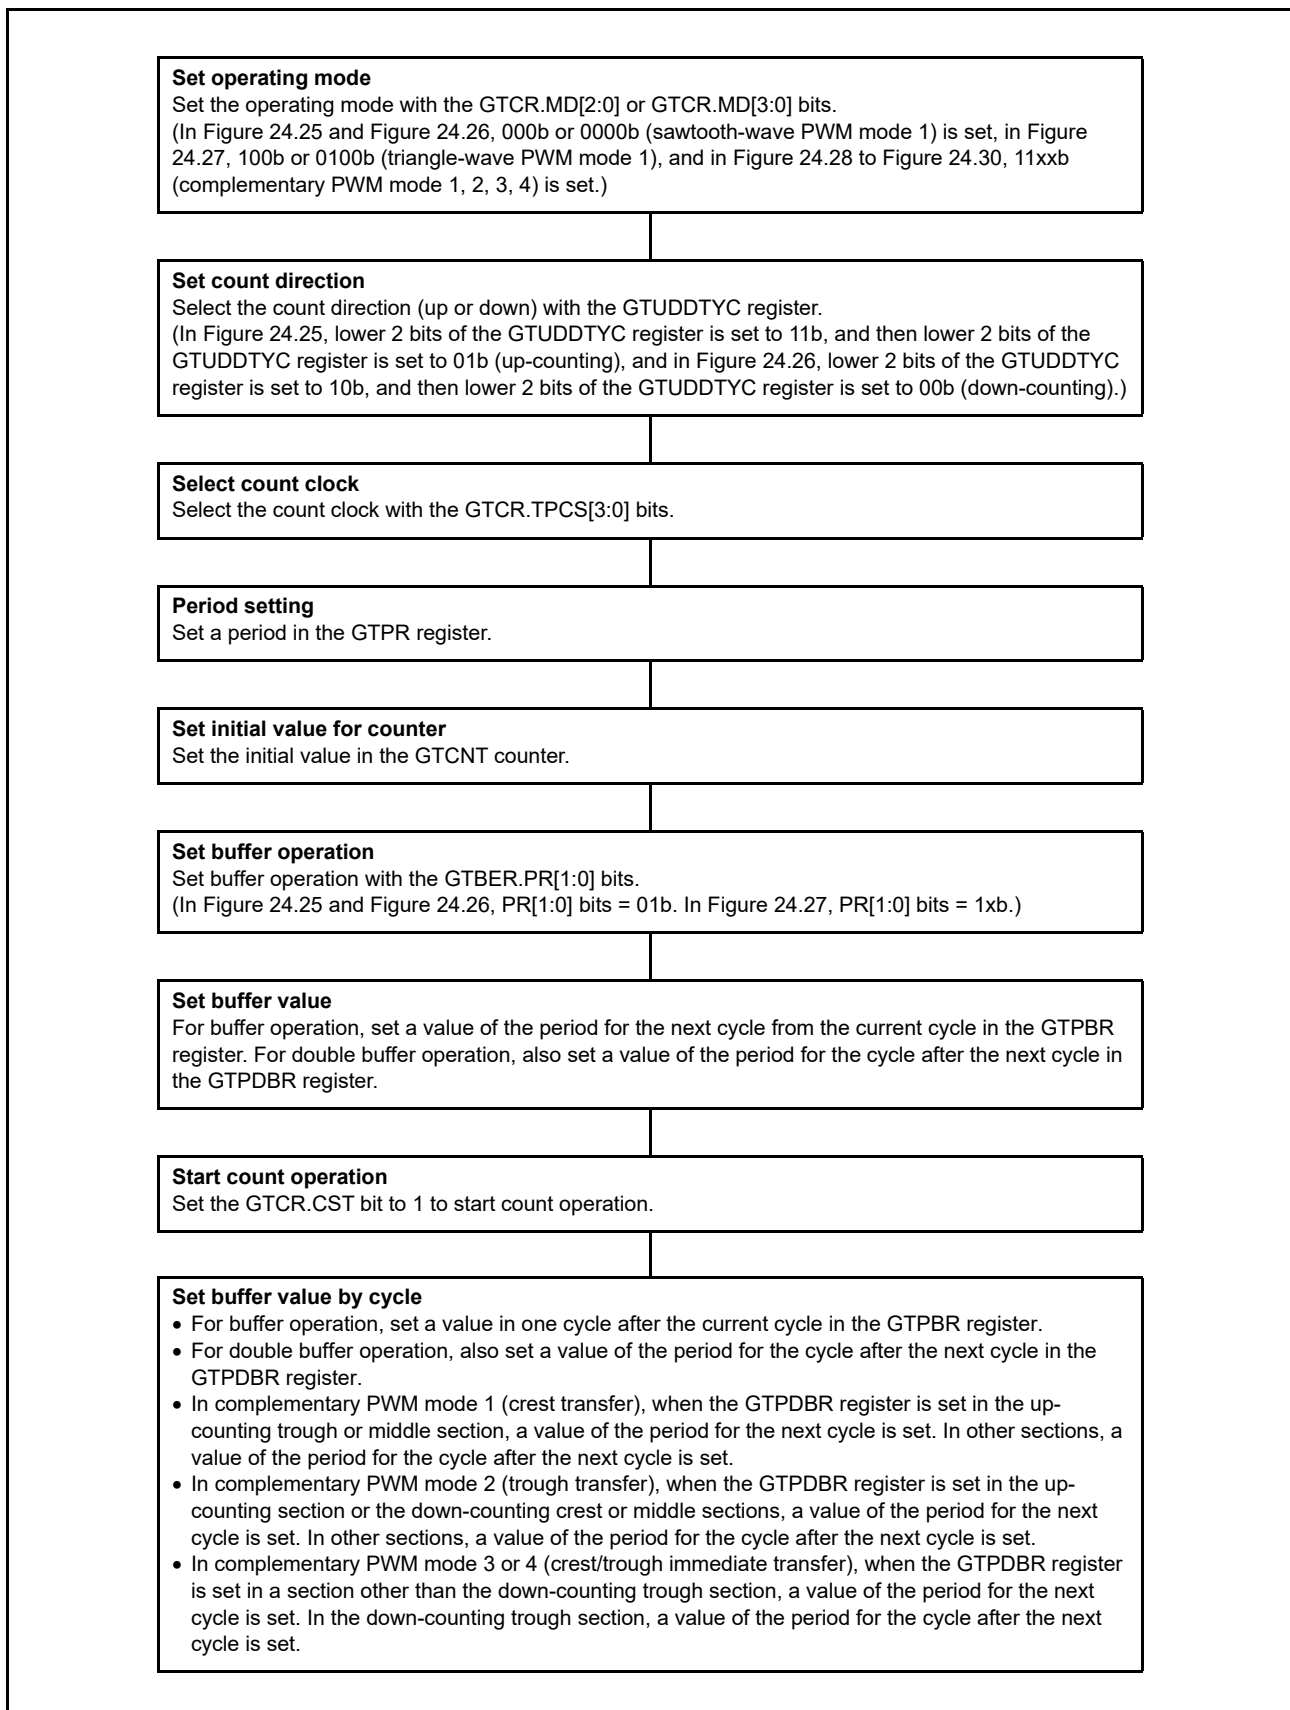 Set operating mode
Set the operating mode with the GTCR.MD[2:0] or GTCR.MD[3:0] bits.
(In Figure 24.25 and Figure 24.26, 000b or 0000b (sawtooth-wave PWM mode 1) is set, in Figure
24.27, 100b or 0100b (triangle-wave PWM mode 1), and in Figure 24.28 to Figure 24.30, 11xxb
(complementary PWM mode 1, 2, 3, 4) is set.)
Set count direction
Select the count direction (up or down) with the GTUDDTYC register.
(In Figure 24.25, lower 2 bits of the GTUDDTYC register is set to 11b, and then lower 2 bits of the
GTUDDTYC register is set to 01b (up-counting), and in Figure 24.26, lower 2 bits of the GTUDDTYC
register is set to 10b, and then lower 2 bits of the GTUDDTYC register is set to 00b (down-counting).)
Select count clock
Select the count clock with the GTCR.TPCS[3:0] bits.
Period setting
Set a period in the GTPR register.
Set initial value for counter
Set the initial value in the GTCNT counter.
Set buffer operation
Set buffer operation with the GTBER.PR[1:0] bits.
(In Figure 24.25 and Figure 24.26, PR[1:0] bits = 01b. In Figure 24.27, PR[1:0] bits = 1xb.)
Set buffer value
For buffer operation, set a value of the period for the next cycle from the current cycle in the GTPBR
register. For double buffer operation, also set a value of the period for the cycle after the next cycle in
the GTPDBR register.
Start count operation
Set the GTCR.CST bit to 1 to start count operation.
Set buffer value by cycle
• For buffer operation, set a value in one cycle after the current cycle in the GTPBR register.
• For double buffer operation, also set a value of the period for the cycle after the next cycle in the
GTPDBR register.
• In complementary PWM mode 1 (crest transfer), when the GTPDBR register is set in the up-
counting trough or middle section, a value of the period for the next cycle is set. In other sections, a
value of the period for the cycle after the next cycle is set.
• In complementary PWM mode 2 (trough transfer), when the GTPDBR register is set in the up-
counting section or the down-counting crest or middle sections, a value of the period for the next
cycle is set. In other sections, a value of the period for the cycle after the next cycle is set.
• In complementary PWM mode 3 or 4 (crest/trough immediate transfer), when the GTPDBR register
is set in a section other than the down-counting trough section, a value of the period for the next
cycle is set. In the down-counting trough section, a value of the period for the cycle after the next
cycle is set.